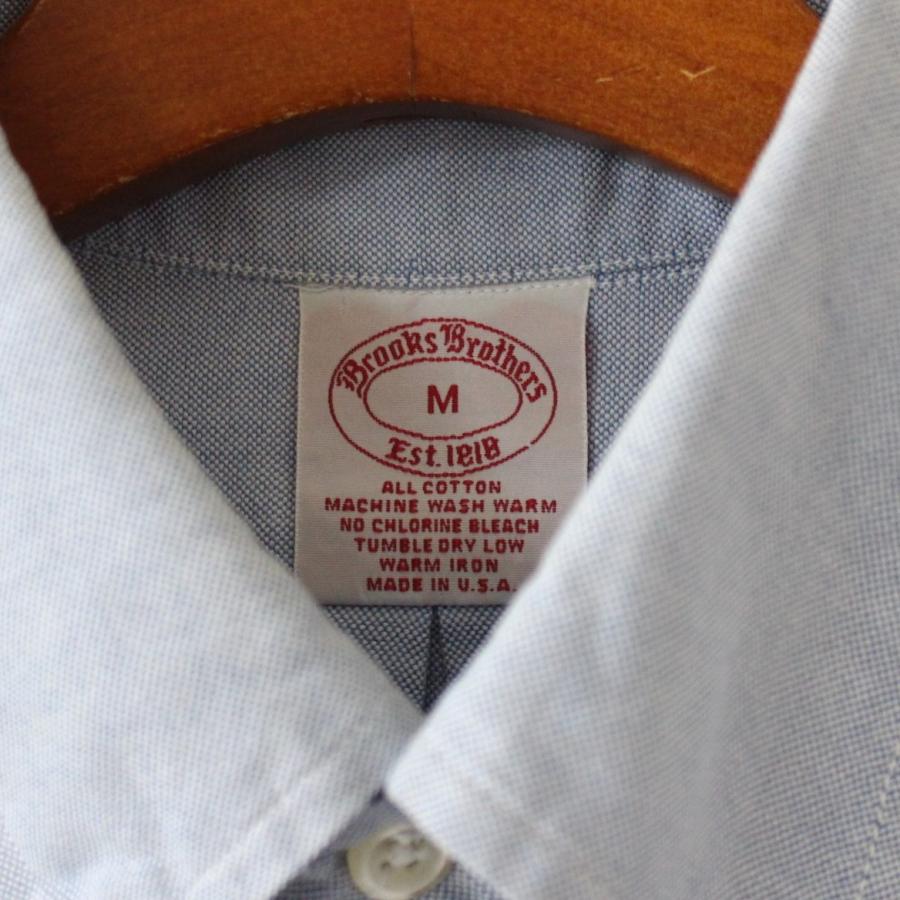 Brooks Brothers
M
Est. 1818
ALL COTTON
MACHINE WASH WARM
NO CHLORINE BLEACH
TUMBLE DRY LOW
WARM IRON
MADE IN U.S.A.